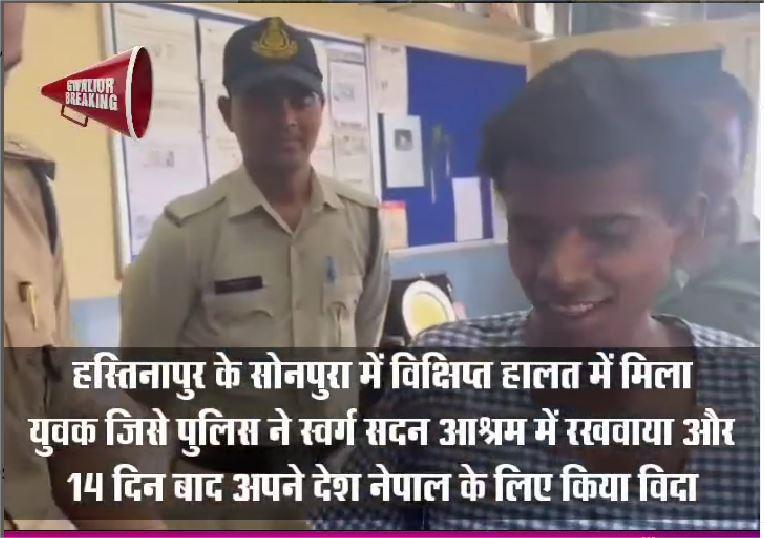 GWALIOR
BREAKING
हस्तिनापुर के सोनपुरा में विक्षिप्त हालत में मिला
युवक जिसे पुलिस ने स्वर्ग सदन आश्रम में रखवाया और
14 दिन बाद अपने देश नेपाल के लिए किया विदा